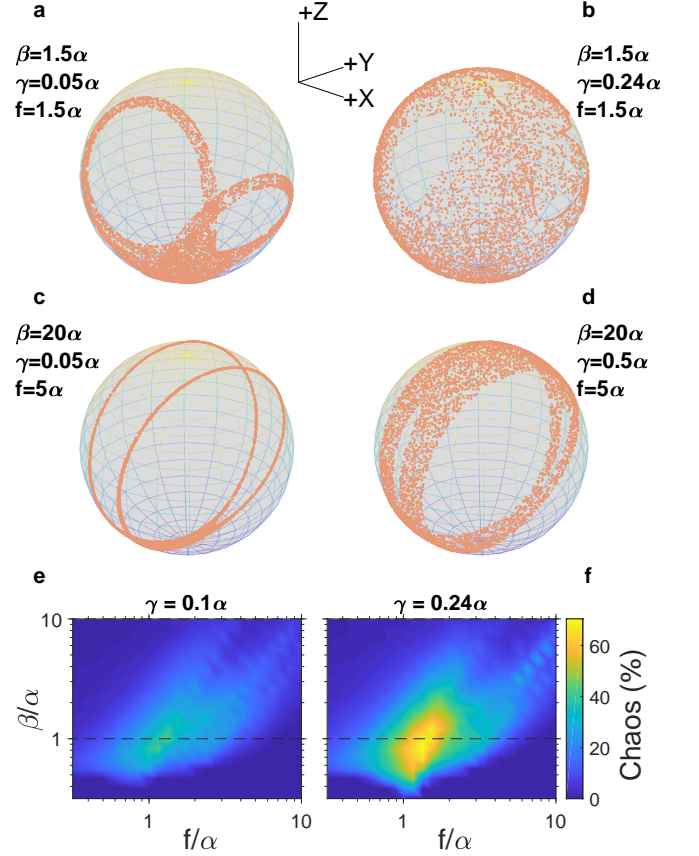 a
+Z
b
β=1.5α
γ=0.05α
f=1.5α
+Y
+X
β=1.5α
γ=0.24α
f=1.5α
c
d
β=20α
γ=0.05α
f=5α
β=20α
γ=0.5α
f=5α
e
f
γ = 0.1α
γ = 0.24α
10
1
β/α
1
10
f/α
1
10
f/α
60
40
20
0
Chaos (%)